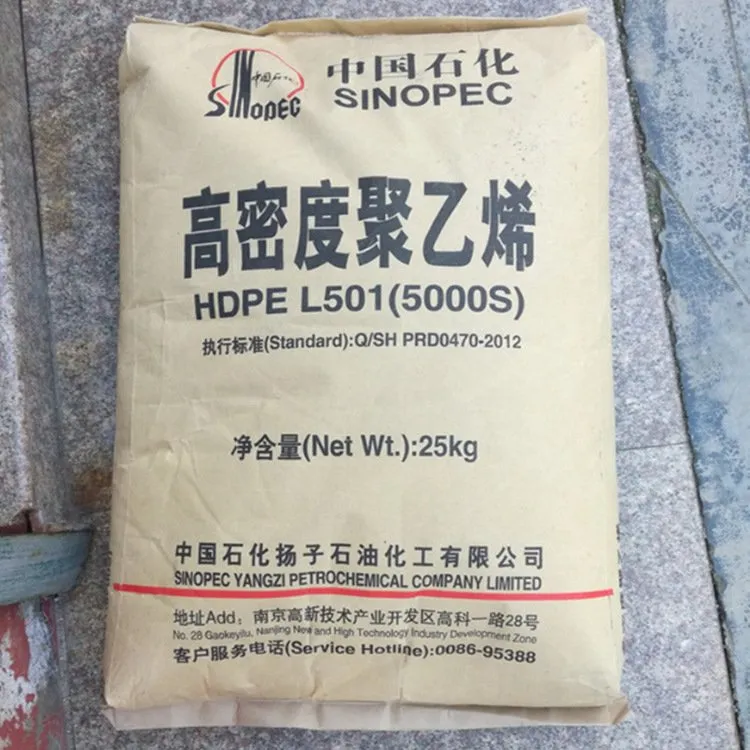 中国石化
SINOPEC
中国石化
SINOPEC
高密度聚乙烯
HDPE L501(5000S)
执行标准(Standard):Q/SH PRD0470-2012
净含量(Net Wt.):25kg
中国石化扬子石油化工有限公司
SINOPEC YANGZI PETROCHEMICAL COMPANY LIMITED
地址Add：南京高新技术产业开发区高科一路28号
No. 28 Gaokeyilu, Nanjing New and High Technology Industry Development Zone
客户服务电话(Service Hotline):0086-95388